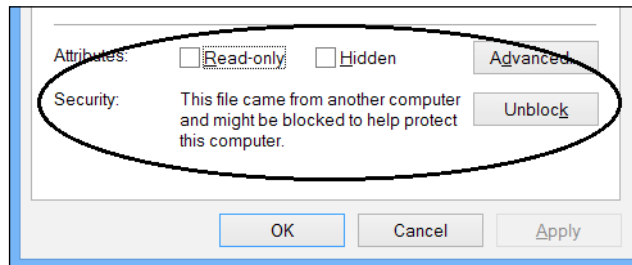 Attributes: Read-only Hidden Advanced...
Security: This file came from another computer Unblock
and might be blocked to help protect
this computer.
OK Cancel Apply